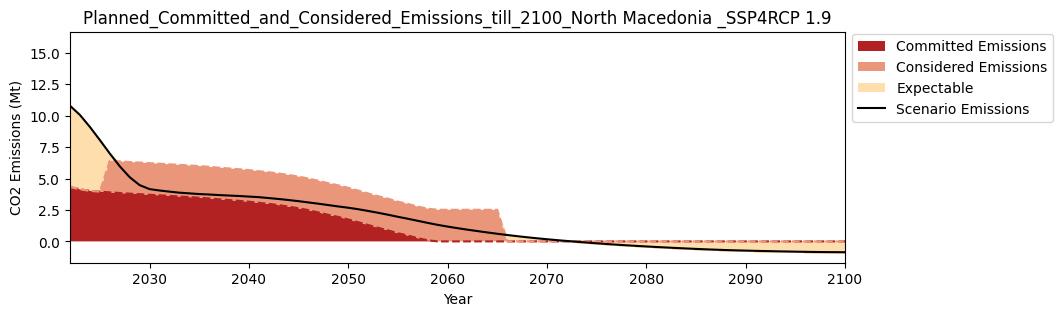 Planned_Committed_and_Considered_Emissions_till_2100_North Macedonia _SSP4RCP 1.9
CO2 Emissions (Mt)
15.0
12.5
10.0
7.5
5.0
2.5
0.0
2030 2040 2050 2060 2070 2080 2090 2100
Year
Committed Emissions
Considered Emissions
Expectable
Scenario Emissions